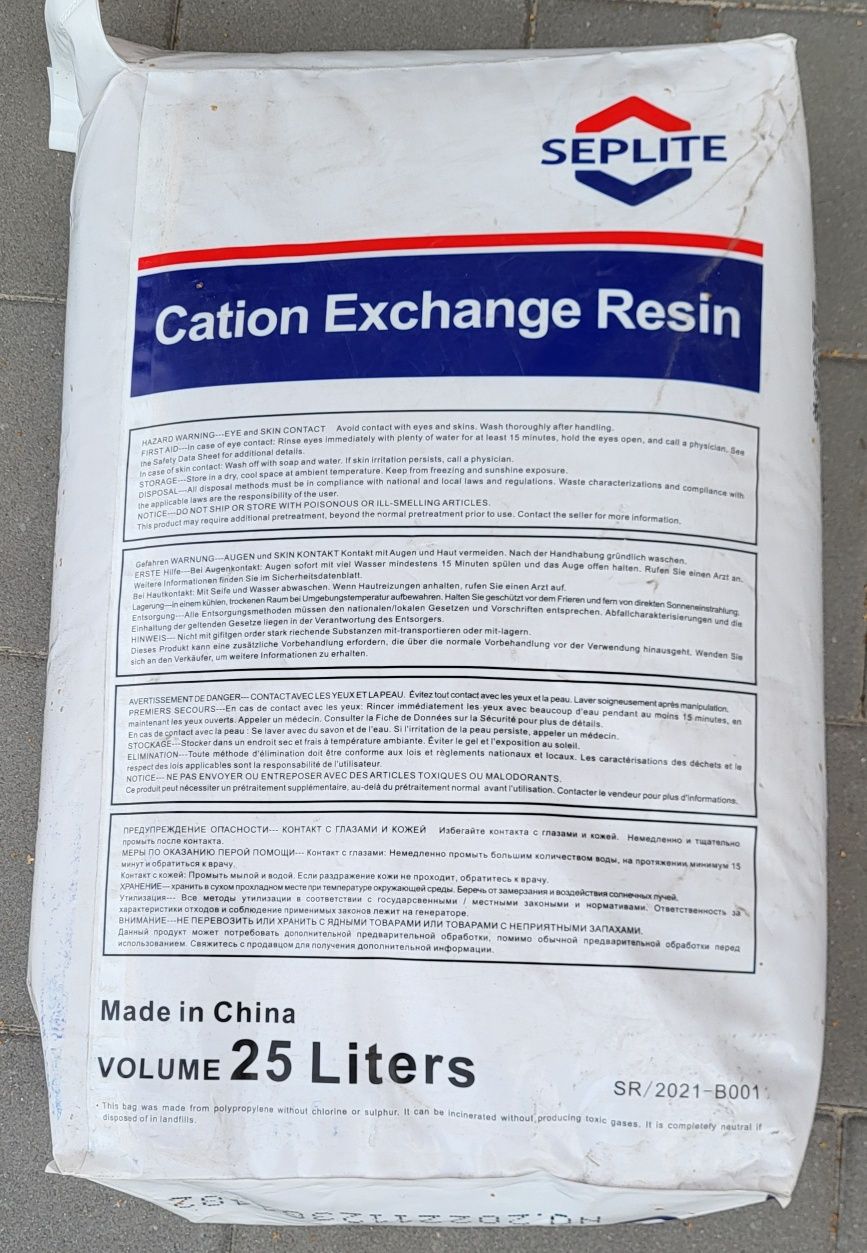 SEPLITE
Cation Exchange Resin
HAZARD WARNING---EYE and SKIN CONTACT Avoid contact with eyes and skins. Wash thoroughly after handling.
FIRST AID---In case of eye contact: Rinse eyes immediately with plenty of water for at least 15 minutes, hold the eyes open, and call a physician. See
the Safety Data Sheet for additional details.
In case of skin contact: Wash off with soap and water. If skin irritation persists, call a physician.
STORAGE---Store in a dry, cool space at ambient temperature. Keep from freezing and sunshine exposure.
DISPOSAL---All disposal methods must be in compliance with national and local laws and regulations. Waste characterizations and compliance with
the applicable laws are the responsibility of the user.
NOTICE---DO NOT SHIP OR STORE WITH POISONOUS OR ILL-SMELLING ARTICLES.
This product may require additional pretreatment, beyond the normal pretreatment prior to use. Contact the seller for more information.
Gefahren WARNUNG---AUGEN und SKIN KONTAKT Kontakt mit Augen und Haut vermeiden. Nach der Handhabung gründlich waschen.
ERSTE Hilfe---Bei Augenkontakt: Augen sofort mit viel Wasser mindestens 15 Minuten spülen und das Auge offen halten. Rufen Sie einen Arzt an.
Weitere Informationen finden Sie im Sicherheitsdatenblatt.
Bei Hautkontakt: Mit Seife und Wasser abwaschen. Wenn Hautreizungen anhalten, rufen Sie einen Arzt auf.
Lagerung---in einem kühlen, trockenen Raum bei Umgebungstemperatur aufbewahren. Halten Sie geschützt vor dem Frieren und fern von direkten Sonneneinstrahlung.
Entsorgung---Alle Entsorgungsmethoden müssen den nationalen/lokalen Gesetzen und Vorschriften entsprechen. Abfallcharakterisierungen und die
Einhaltung der geltenden Gesetze liegen in der Verantwortung des Entsorgers.
HINWEIS--- Nicht mit gifitgen order stark riechende Substanzen mit-transportieren oder mit-lagern.
Dieses Produkt kann eine zusätzliche Vorbehandlung erfordern, die über die normale Vorbehandlung vor der Verwendung hinausgeht. Wenden Sie
sich an den Verkäufer, um weitere Informationen zu erhalten.
AVERTISSEMENT DE DANGER--- CONTACT AVEC LES YEUX ET LA PEAU. Évitez tout contact avec les yeux et la peau. Laver soigneusement après manipulation.
PREMIERS SECOURS---En cas de contact avec les yeux: Rincer immédiatement les yeux avec beaucoup d'eau pendant au moins 15 minutes, en
maintenant les yeux ouverts. Appeler un médecin. Consulter la Fiche de Données sur la Sécurité pour plus de détails.
En cas de contact avec la peau : Se laver avec du savon et de l'eau. Si l'irritation de la peau persiste, appeler un médecin.
STOCKAGE---Stocker dans un endroit sec et frais à température ambiante. Éviter le gel et l'exposition au soleil.
ELIMINATION---Toute méthode d'élimination doit être conforme aux lois et règlements nationaux et locaux. Les caractérisations des déchets et le
respect des lois applicables sont la responsabilité de l'utilisateur.
NOTICE--- NE PAS ENVOYER OU ENTREPOSER AVEC DES ARTICLES TOXIQUES OU MALODORANTS.
Ce produit peut nécessiter un prétraitement supplémentaire, au-delà du prétraitement normal avant l'utilisation. Contacter le vendeur pour plus d'informations.
ПРЕДУПРЕЖДЕНИЕ ОПАСНОСТИ--- КОНТАКТ С ГЛАЗАМИ И КОЖЕЙ Избегайте контакта с глазами и кожей. Немедленно и тщательно
промыть после контакта.
МЕРЫ ПО ОКАЗАНИЮ ПЕРОЙ ПОМОЩИ--- Контакт с глазами: Немедленно промыть большим количеством воды, на протяжении, минимум 15
минут и обратиться к врачу.
Контакт с кожей: Промыть мылой и водой. Если раздражение кожи не проходит, обратитесь к врачу.
ХРАНЕНИЕ--- хранить в сухом прохладном месте при температуре окружающей среды. Беречь от замерзания и воздействия солнечных лучей.
Утилизация--- Все методы утилизации в соответствии с государсвенными / местными закоными и нормативами. Ответственность за
характеристики отходов и соблюдение применимых законов лежит на генераторе.
ВНИМАНИЕ---НЕ ПЕРЕВОЗИТЬ ИЛИ ХРАНИТЬ С ЯДНЫМИ ТОВАРАМИ ИЛИ ТОВАРАМИ С НЕПРИЯТНЫМИ ЗАПАХАМИ.
Данный продукт может потребовать дополнительной предварительной обработки, помимо обычной предварительной обработки перед
использованием. Свяжитесь с продавцом для получения дополнительной информации.
Made in China
VOLUME 25 Liters
SR/2021-B001
• This bag was made from polypropylene without chlorine or sulphur. It can be incinerated without producing toxic gases. It is completely neutral if
disposed of in landfills.